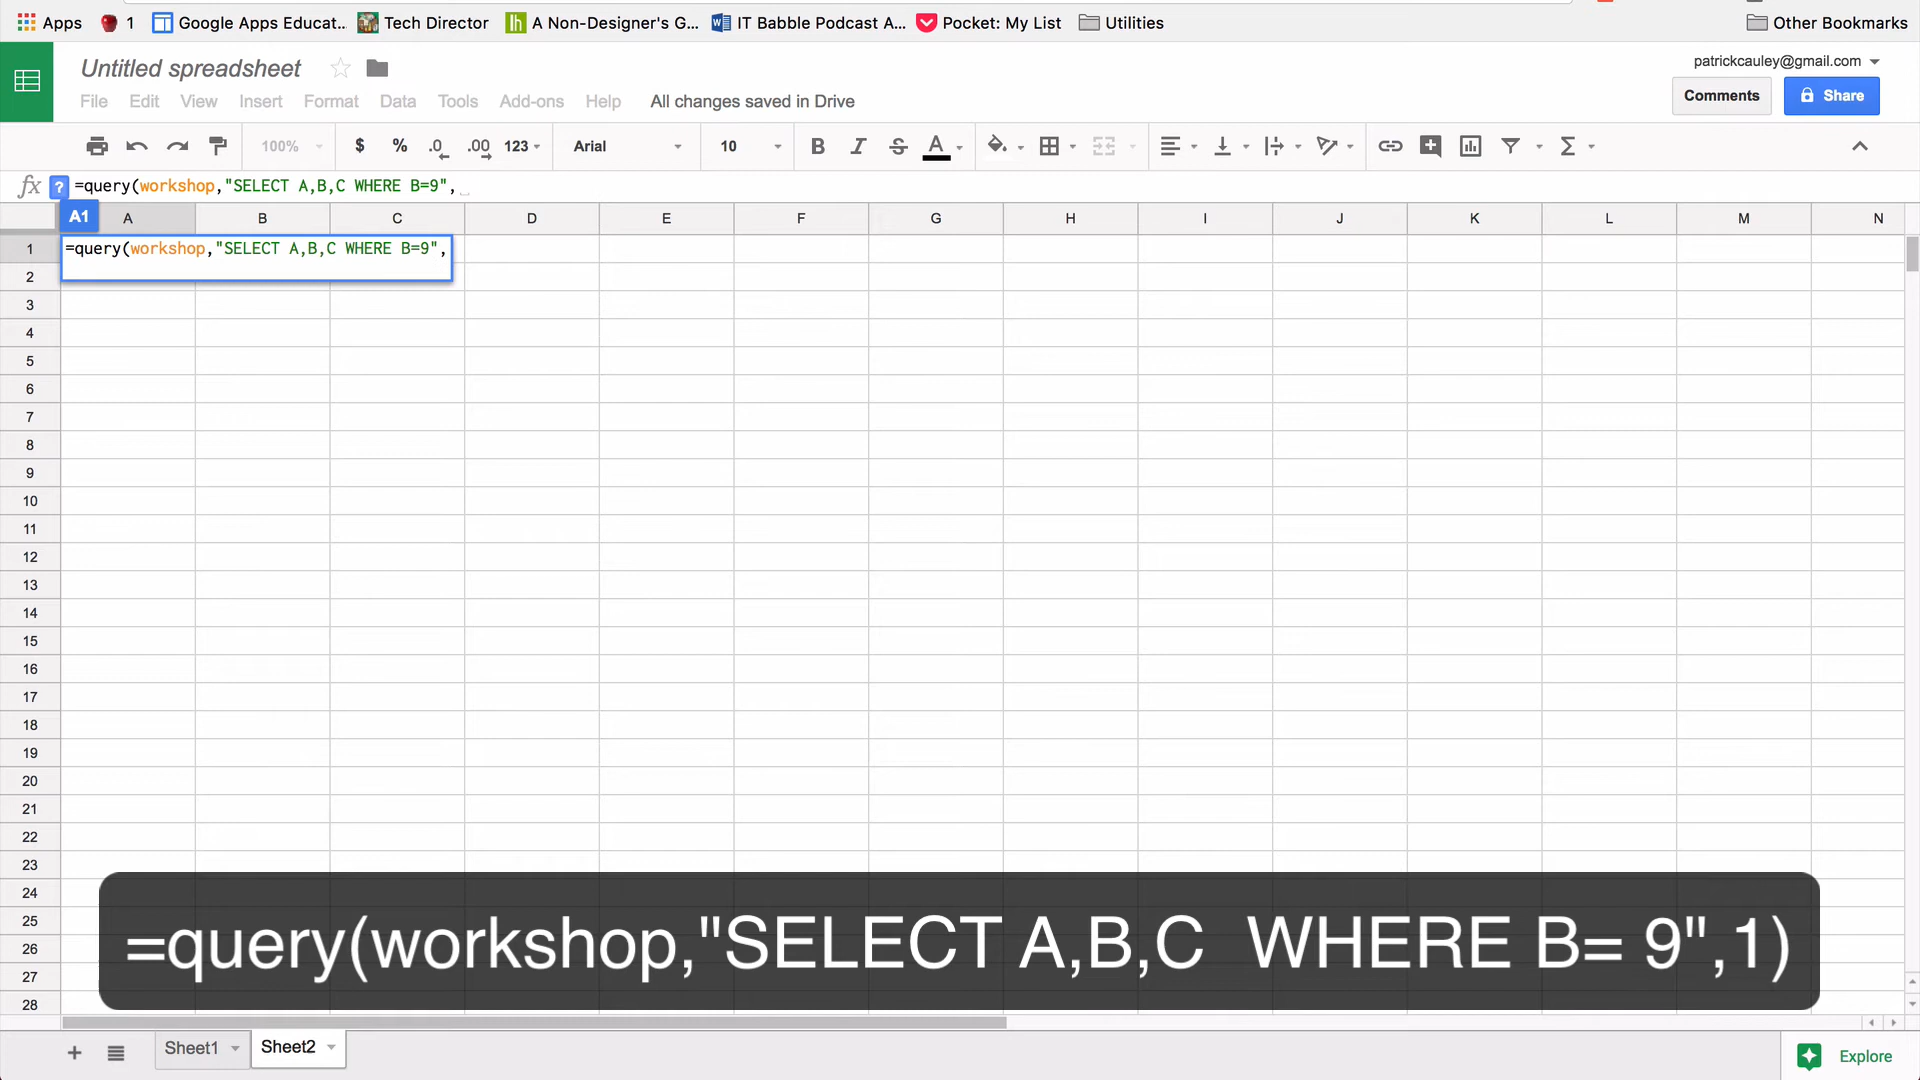 Apps 1 Google Apps Educat... Tech Director A Non-Designer's G... IT Babble Podcast A... Pocket: My List Utilities Other Bookmarks
Untitled spreadsheet
patrickcauley@gmail.com
File Edit View Insert Format Data Tools Add-ons Help All changes saved in Drive
Comments Share
100% $ % .0 .00 123 Arial 10 B I S A Σ
fx ? =query(workshop,"SELECT A,B,C WHERE B=9",
A1 A B C D E F G H I J K L M N
1 =query(workshop,"SELECT A,B,C WHERE B=9",
2
3
4
5
6
7
8
9
10
11
12
13
14
15
16
17
18
19
20
21
22
23
24
25
26
27
28
=query(workshop,"SELECT A,B,C  WHERE B= 9",1)
Sheet1 Sheet2 Explore